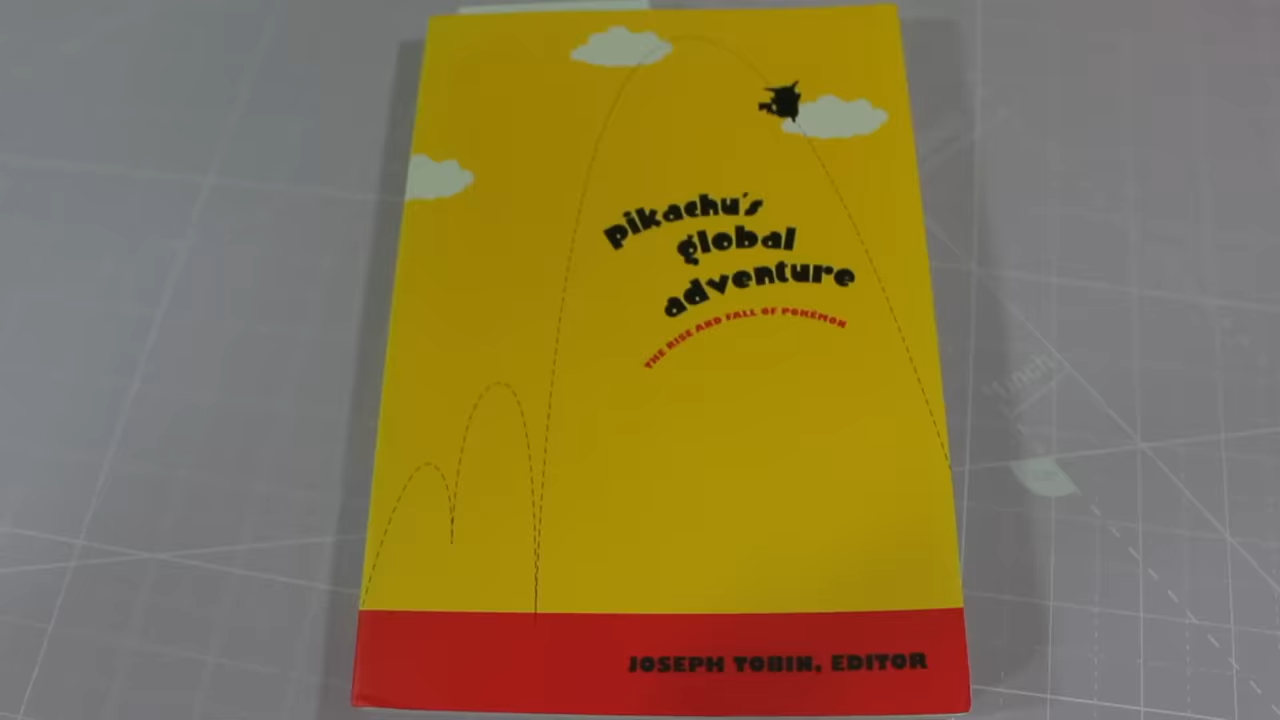 pikachu's
global
adventure
THE RISE AND FALL OF POKÉMON
JOSEPH TOBIN, EDITOR